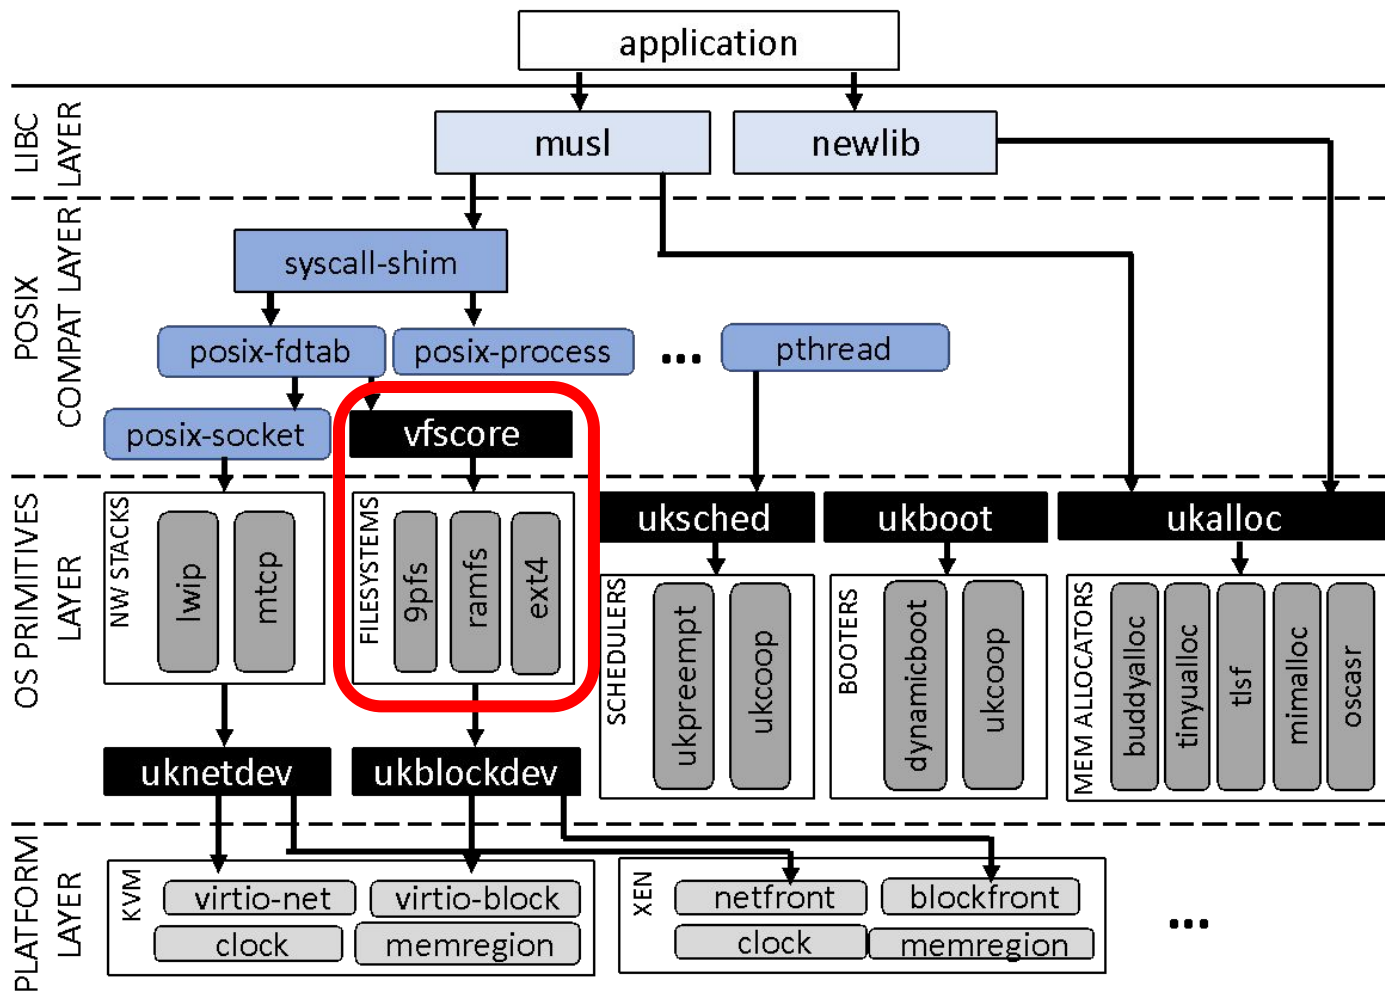 application
LIBC
LAYER
musl
newlib
POSIX
COMPAT LAYER
syscall-shim
posix-fdtab
posix-process
...
pthread
posix-socket
vfscore
OS PRIMITIVES
LAYER
NW STACKS
lwip
mtcp
FILESYSTEMS
9pfs
ramfs
ext4
uksched
SCHEDULERS
ukpreempt
ukcoop
ukboot
BOOTERS
dynamicboot
ukcoop
ukalloc
MEM ALLOCATORS
buddyalloc
tinyualloc
tlsf
mimalloc
oscasr
uknetdev
ukblockdev
PLATFORM
LAYER
KVM
virtio-net
virtio-block
clock
memregion
XEN
netfront
blockfront
clock
memregion
...